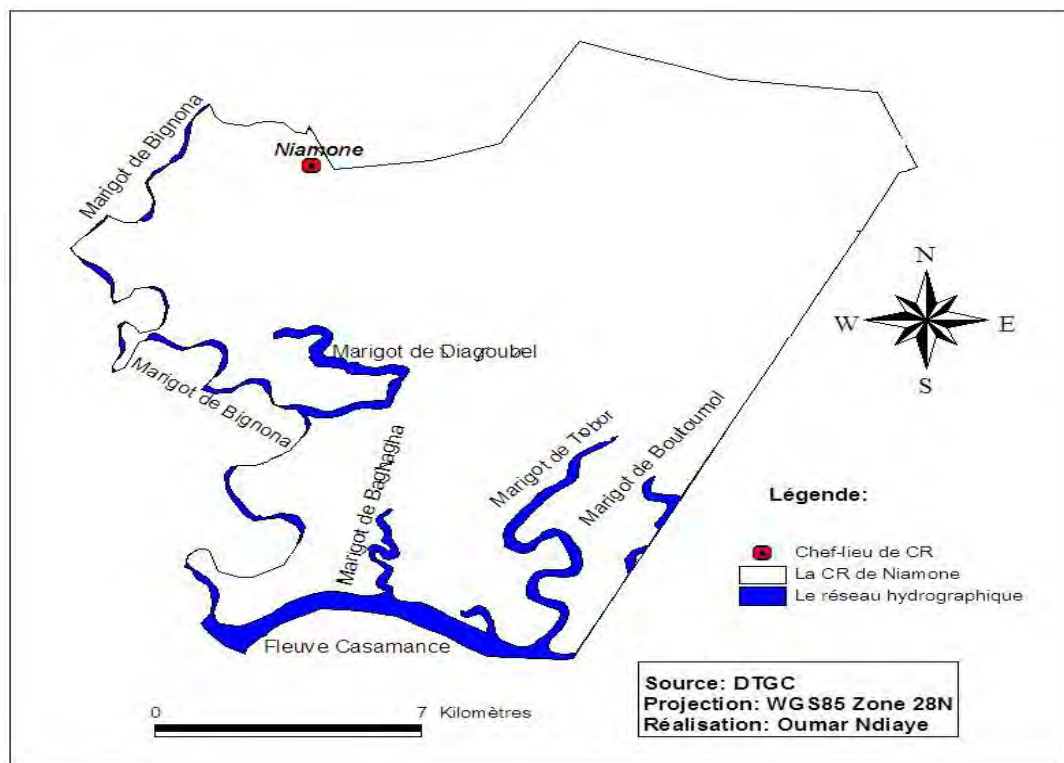 Marigot de Bignona
Niamone
N
W
E
S
Marigot de Diagoubel
Marigot de Bignona
Marigot de Baghagha
Marigot de Tobor
Marigot de Boutoumol
Fleuve Casamance
Légende:
Chef-lieu de CR
La CR de Niamone
Le réseau hydrographique
0 7 Kilomètres
Source: DTGC
Projection: WGS85 Zone 28N
Réalisation: Oumar Ndiaye